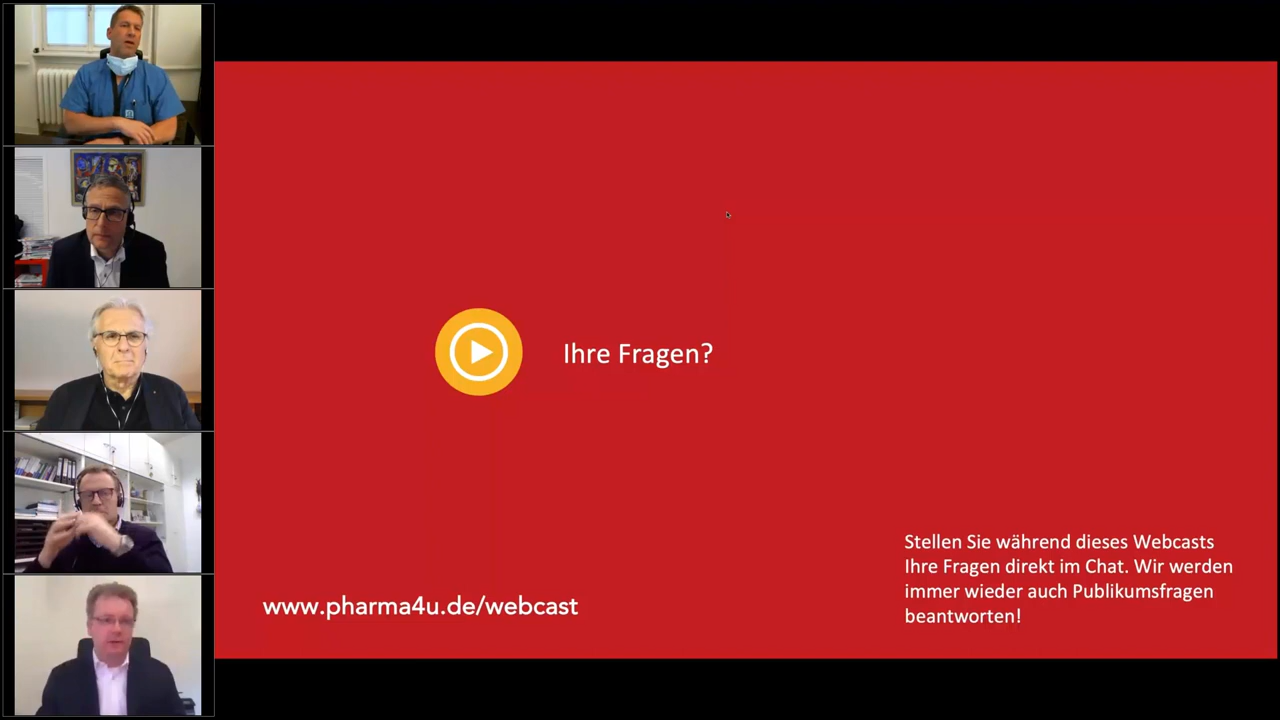 Ihre Fragen?
Stellen Sie während dieses Webcasts
Ihre Fragen direkt im Chat. Wir werden
immer wieder auch Publikumsfragen
beantworten!
www.pharma4u.de/webcast